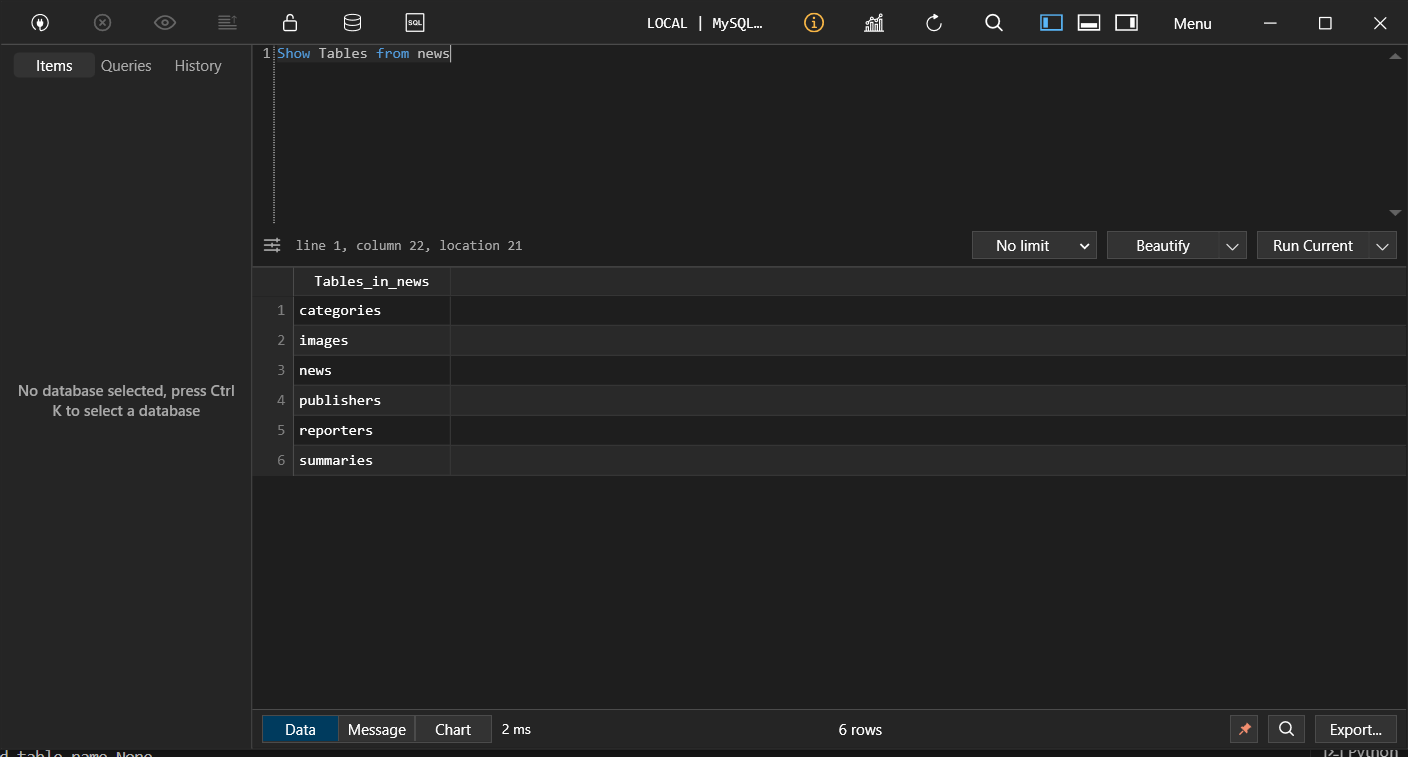 SQL
LOCAL | MySQL...
Menu
Items Queries History
1 Show Tables from news
No database selected, press Ctrl
K to select a database
line 1, column 22, location 21
No limit
Beautify
Run Current
Tables_in_news
1 categories
2 images
3 news
4 publishers
5 reporters
6 summaries
Data Message Chart 2 ms 6 rows Export...
d table name None
Python